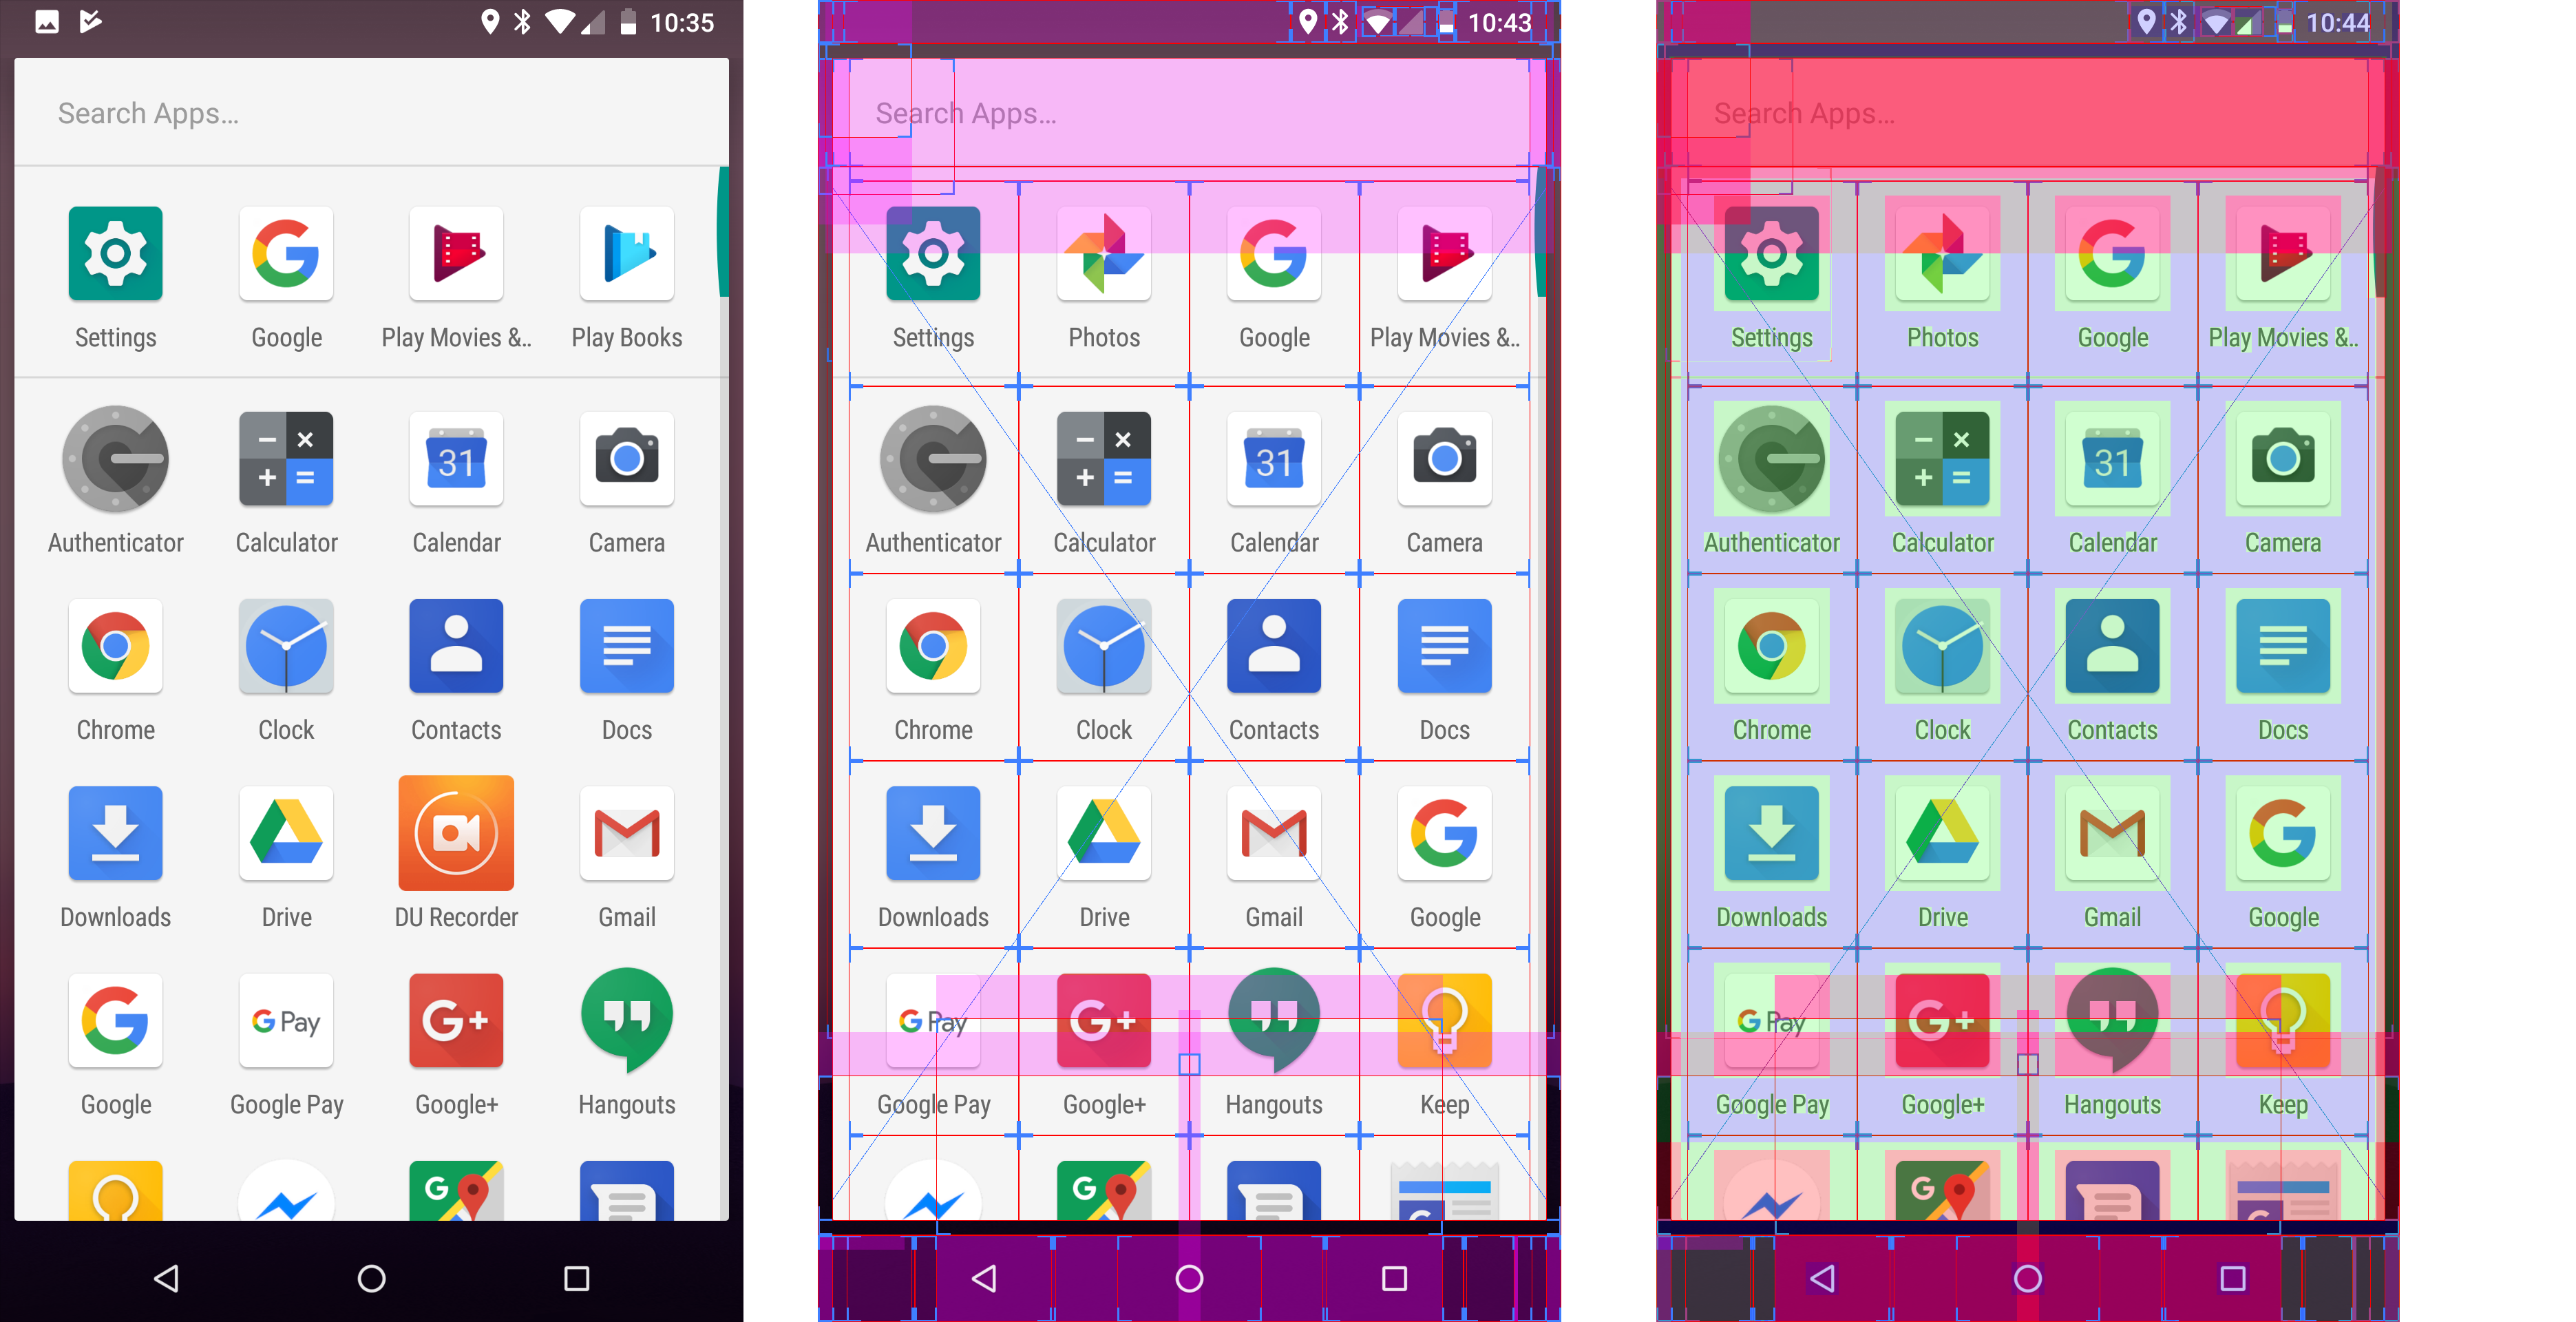 10:35
Search Apps...
Settings Google Play Movies &.. Play Books
31
Authenticator Calculator Calendar Camera
Chrome Clock Contacts Docs
Downloads Drive DU Recorder Gmail
G Pay G+
Google Google Pay Google+ Hangouts
G
10:43
Search Apps...
Settings Photos Google Play Movies &..
31
Authenticator Calculator Calendar Camera
Chrome Clock Contacts Docs
Downloads Drive Gmail Google
G Pay G+
Google Pay Google+ Hangouts Keep
G G
10:44
Search Apps...
Settings Photos Google Play Movies &..
31
Authenticator Calculator Calendar Camera
Chrome Clock Contacts Docs
Downloads Drive Gmail Google
G Pay G+
Google Pay Google+ Hangouts Keep
G G